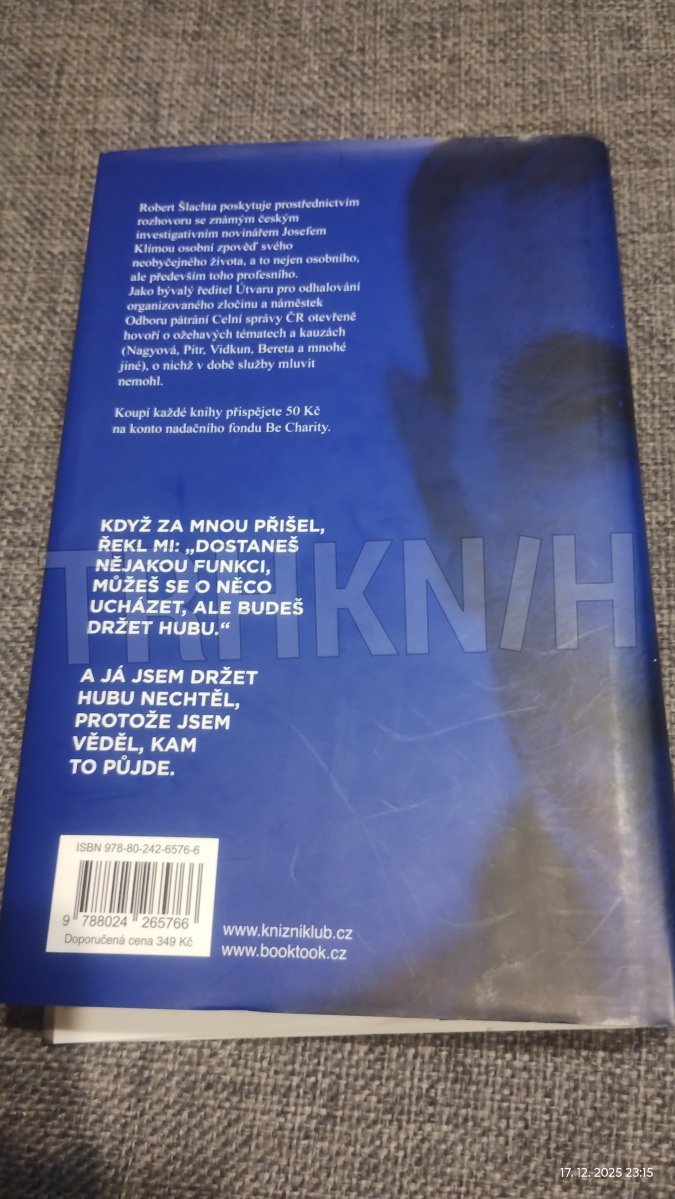 Robert Šlachta poskytuje prostřednictvím
rozhovoru se známým českým
investigativním novinářem Josefem
Klímou osobní zpověď svého
neobyčejného života, a to nejen osobního,
ale především toho profesního.
Jako bývalý ředitel Útvaru pro odhalování
organizovaného zločinu a náměstek
Odboru pátrání Celní správy ČR otevřeně
hovoří o ožehavých tématech a kauzách
(Nagyová, Pitr, Vidkun, Bereta a mnohé
jiné), o nichž v době služby mluvit
nemohl.
Koupí každé knihy přispějete 50 Kč
na konto nadačního fondu Be Charity.
KDYŽ ZA MNOU PŘIŠEL,
ŘEKL MI: „DOSTANEŠ
NĚJAKOU FUNKCI,
MŮŽEŠ SE O NĚCO
UCHÁZET, ALE BUDEŠ
DRŽET HUBU.“
TRHKNIH
A JÁ JSEM DRŽET
HUBU NECHTĚL,
PROTOŽE JSEM
VĚDĚL, KAM
TO PŮJDE.
ISBN 978-80-242-6576-6
9 788024 265766
Doporučená cena 349 Kč
www.knizniklub.cz
www.booktook.cz
17. 12. 2025 23:15